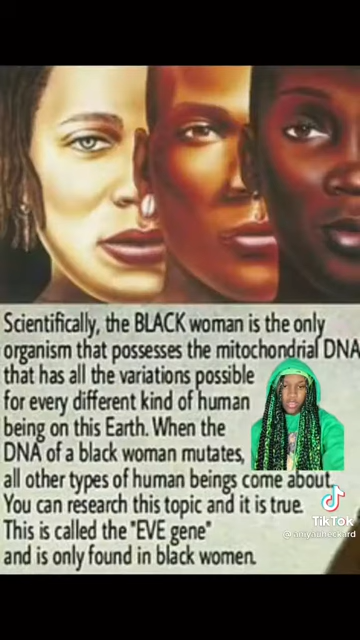 Scientifically, the BLACK woman is the only
organism that possesses the mitochondrial DNA
that has all the variations possible
for every different kind of human
being on this Earth. When the
DNA of a black woman mutates,
all other types of human beings come about.
You can research this topic and it is true.
This is called the "EVE gene"
and is only found in black women.
TikTok